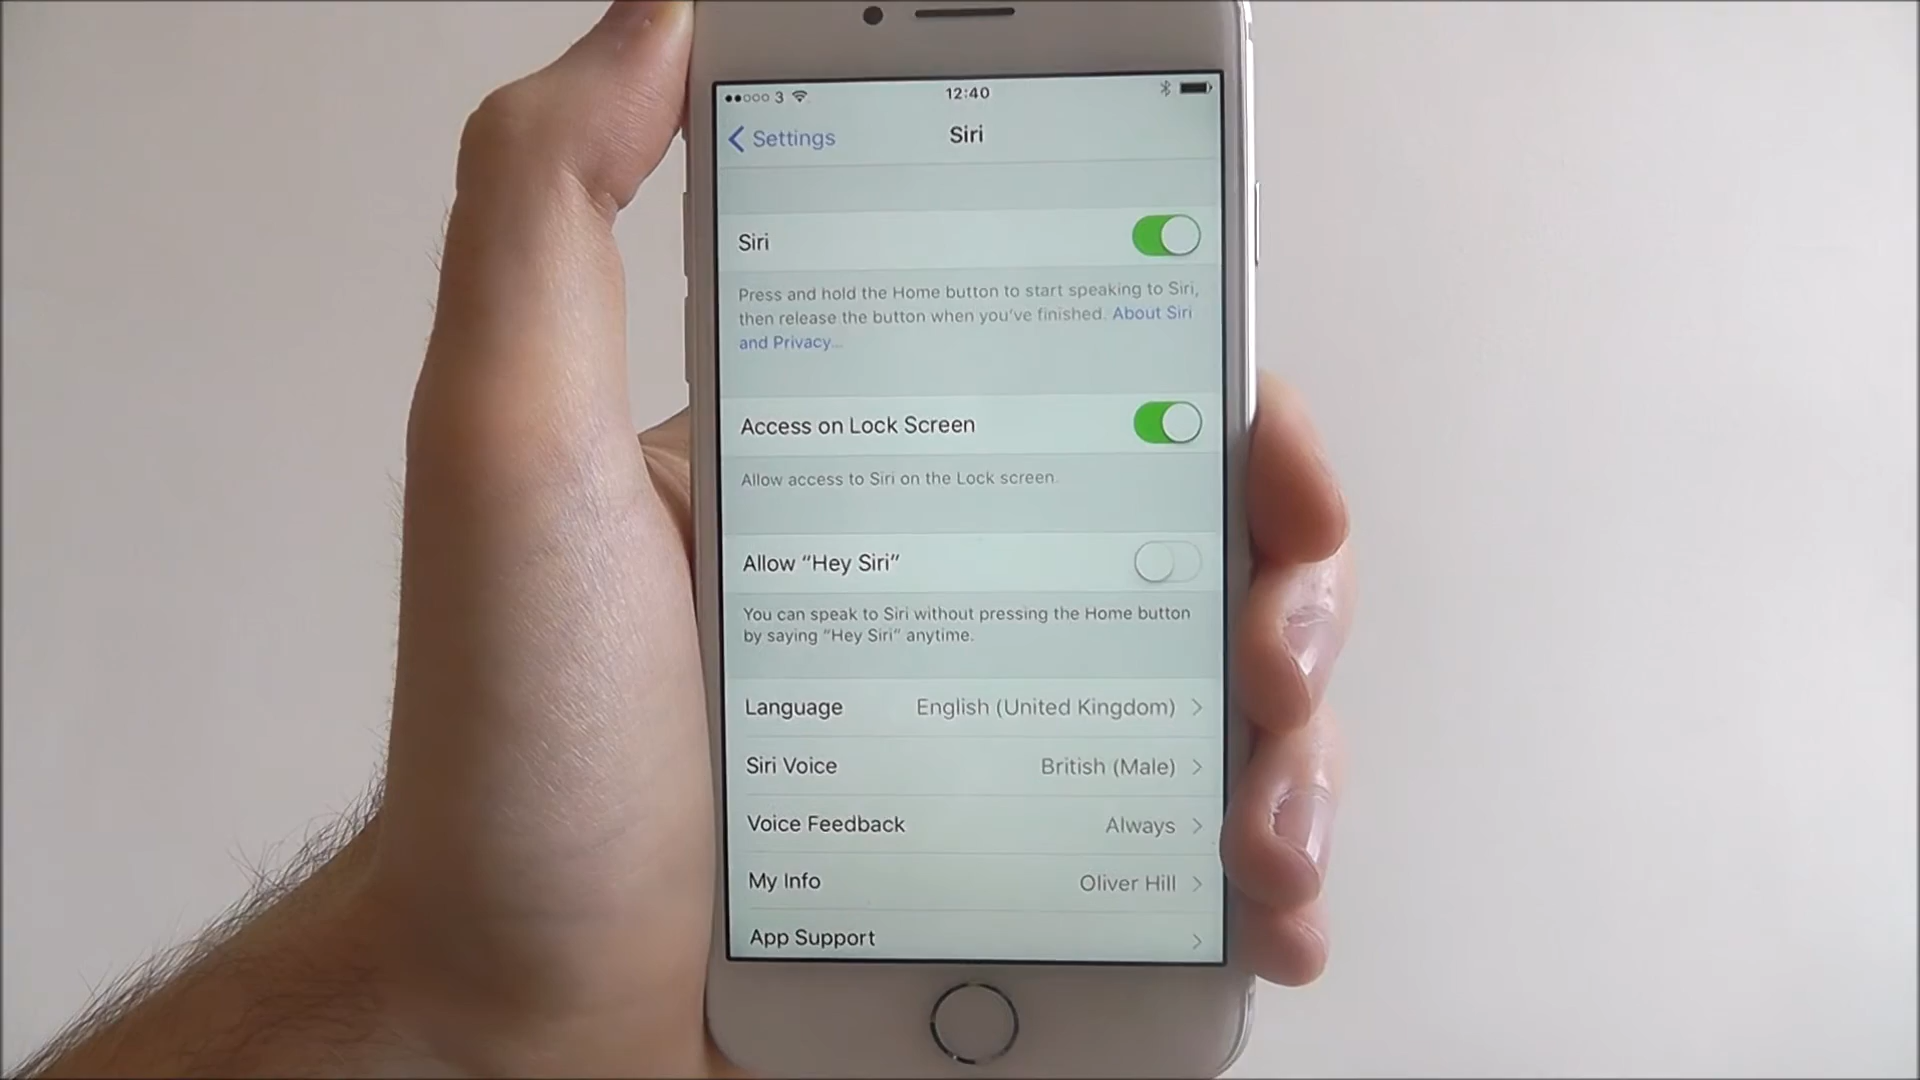 3 12:40
Settings Siri
Siri
Press and hold the Home button to start speaking to Siri,
then release the button when you've finished. About Siri
and Privacy...
Access on Lock Screen
Allow access to Siri on the Lock screen.
Allow “Hey Siri”
You can speak to Siri without pressing the Home button
by saying “Hey Siri” anytime.
Language English (United Kingdom)
Siri Voice British (Male)
Voice Feedback Always
My Info Oliver Hill
App Support